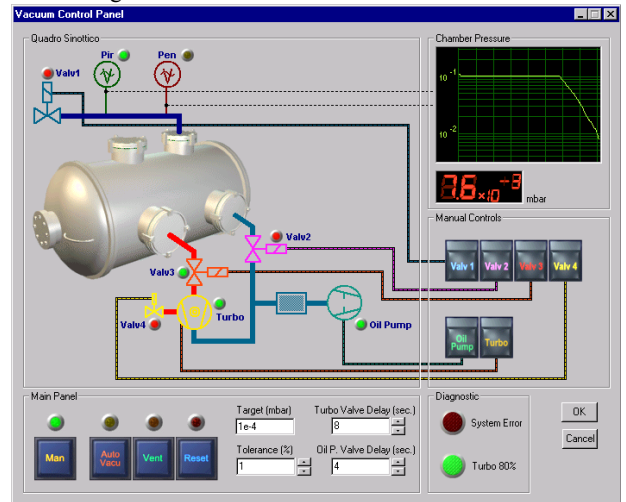 Vacuum Control Panel
Quadro Sinottico
Pir
Pen
Valv1
Valv2
Valv3
Valv4
Turbo
Oil Pump
Chamber Pressure
10 -1
10 -2
7.6 x10 -3 mbar
Manual Controls
Valv 1 Valv 2 Valv 3 Valv 4
Oil Pump Turbo
Main Panel
Man
Auto Vacu
Vent
Reset
Target (mbar)
1e-4
Turbo Valve Delay (sec.)
8
Tolerance (%)
1
Oil P. Valve Delay (sec.)
4
Diagnostic
System Error
Turbo 80%
OK
Cancel